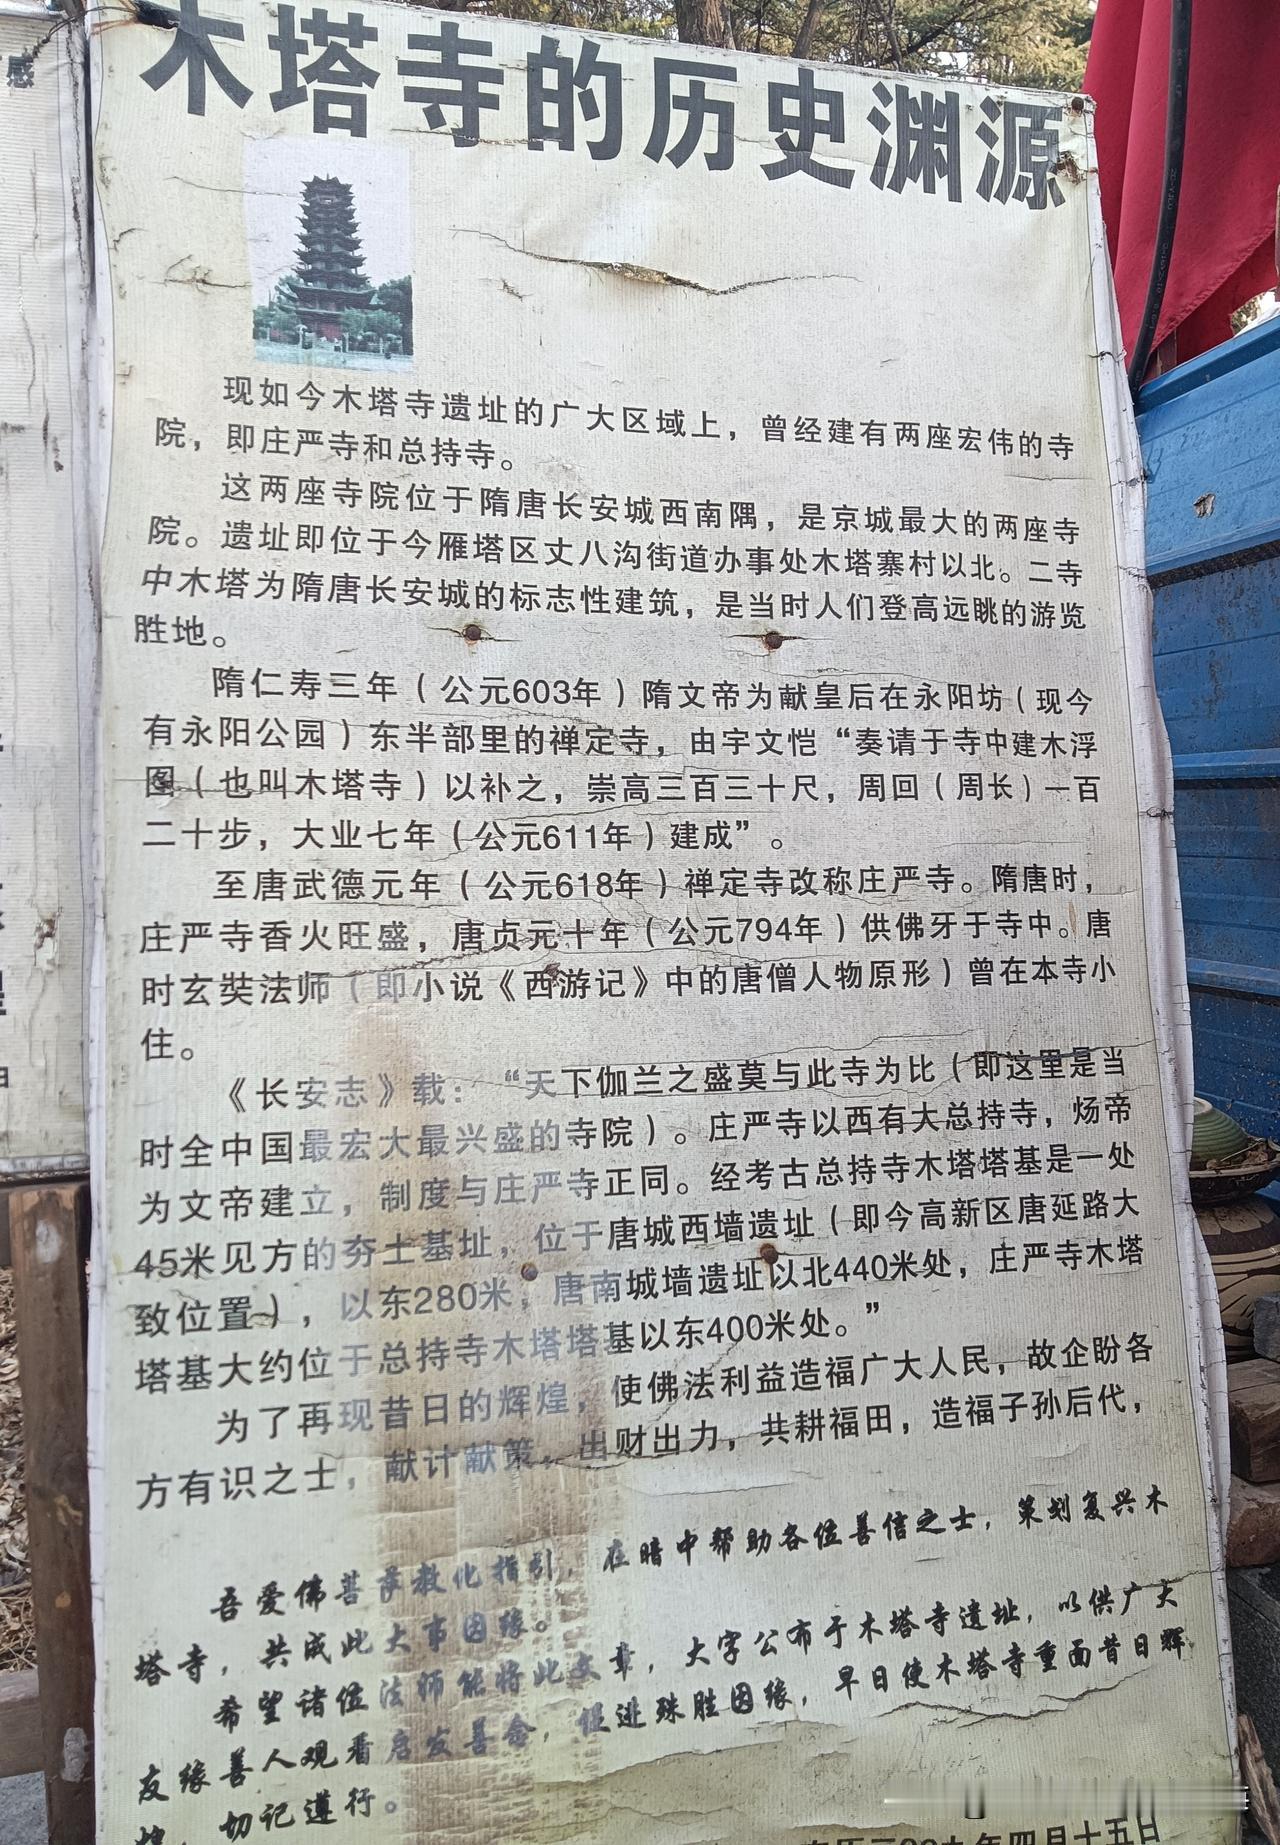 木塔寺的历史渊源
现如今木塔寺遗址的广大区域上，曾经建有两座宏伟的寺
院，即庄严寺和总持寺。
这两座寺院位于隋唐长安城西南隅，是京城最大的两座寺
院。遗址即位于今雁塔区丈八沟街道办事处木塔寨村以北。二寺
中木塔为隋唐长安城的标志性建筑，是当时人们登高远眺的游览
胜地。
隋仁寿三年（公元603年）隋文帝为献皇后在永阳坊（现今
有永阳公园）东半部里的禅定寺，由宇文恺“奏请于寺中建木浮
图（也叫木塔寺）以补之，崇高三百三十尺，周回（周长）一百
二十步，大业七年（公元611年）建成”。
至唐武德元年（公元618年）禅定寺改称庄严寺。隋唐时，
庄严寺香火旺盛，唐贞元十年（公元794年）供佛牙于寺中。唐
时玄奘法师（即小说《西游记》中的唐僧人物原形）曾在本寺小
住。
《长安志》载：“天下伽兰之盛莫与此寺为比（即这里是当
时全中国最宏大最兴盛的寺院）。庄严寺以西有大总持寺，炀帝
为文帝建立，制度与庄严寺正同。经考古总持寺木塔塔基是一处
45米见方的夯土基址，位于唐城西墙遗址（即今高新区唐延路大
致位置），以东280米，唐南城墙遗址以北440米处，庄严寺木塔
塔基大约位于总持寺木塔塔基以东400米处。”
为了再现昔日的辉煌，使佛法利益造福广大人民，故企盼各
方有识之士，献计献策，出财出力，共耕福田，造福子孙后代，
吾爱佛菩萨教化指引，在暗中帮助各位善信之士，策划复兴木
塔寺，共成此大事因缘。
希望诸位法师能将此文章，大字公布于木塔寺遗址，以供广大
友缘善人观看启发善念，促进殊胜因缘，早日使木塔寺重面昔日辉
煌，切记遵行。
年四月十五日
感